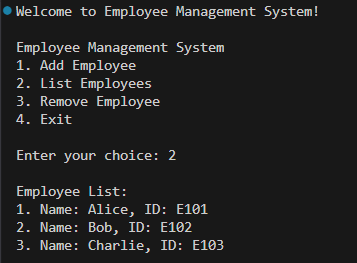 Welcome to Employee Management System!
Employee Management System
1. Add Employee
2. List Employees
3. Remove Employee
4. Exit
Enter your choice: 2
Employee List:
1. Name: Alice, ID: E101
2. Name: Bob, ID: E102
3. Name: Charlie, ID: E103